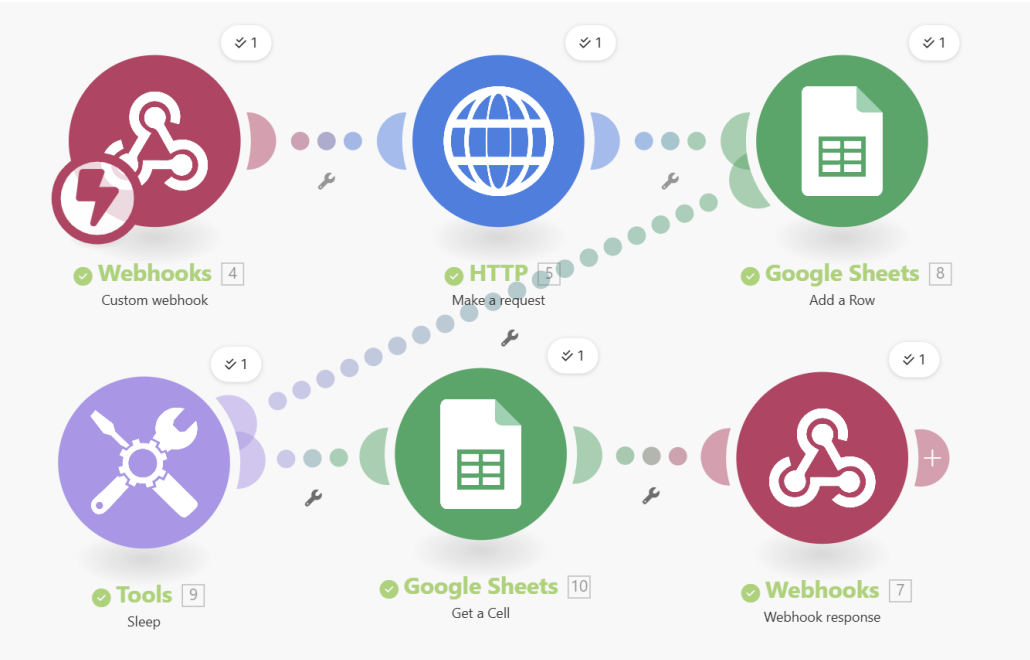 1
1
1
Webhooks 4
Custom webhook
HTTP 5
Make a request
Google Sheets 8
Add a Row
1
1
1
Tools 9
Sleep
Google Sheets 10
Get a Cell
Webhooks 7
Webhook response